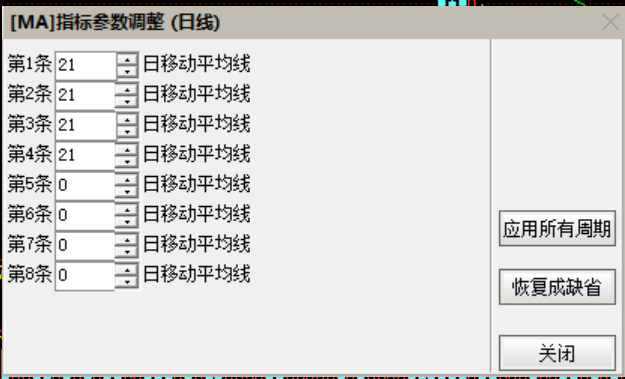 [MA]指标参数调整 (日线)
第1条 21 日移动平均线
第2条 21 日移动平均线
第3条 21 日移动平均线
第4条 21 日移动平均线
第5条 0 日移动平均线
第6条 0 日移动平均线
第7条 0 日移动平均线
第8条 0 日移动平均线
应用所有周期
恢复成缺省
关闭